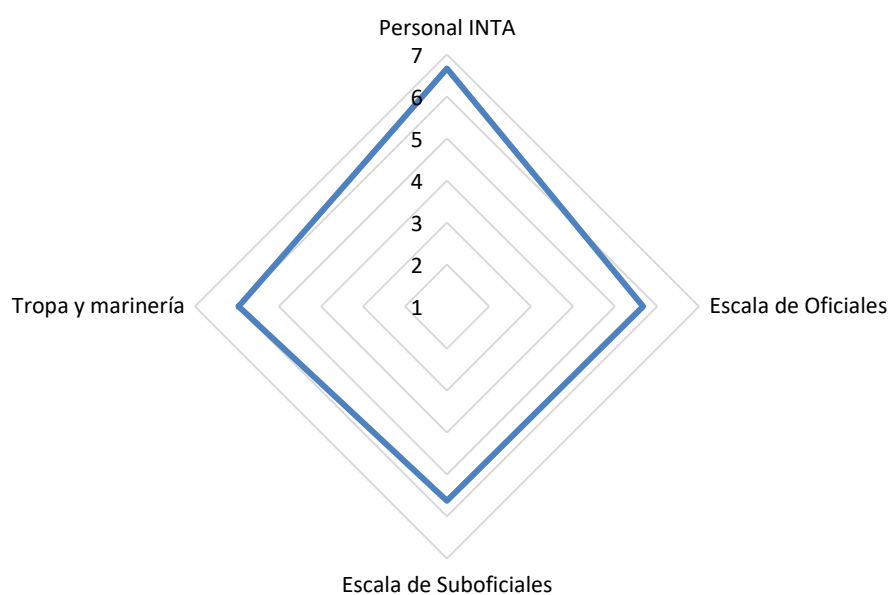 Personal INTA
7
6
5
4
3
2
1
Tropa y marinería
Escala de Oficiales
Escala de Suboficiales